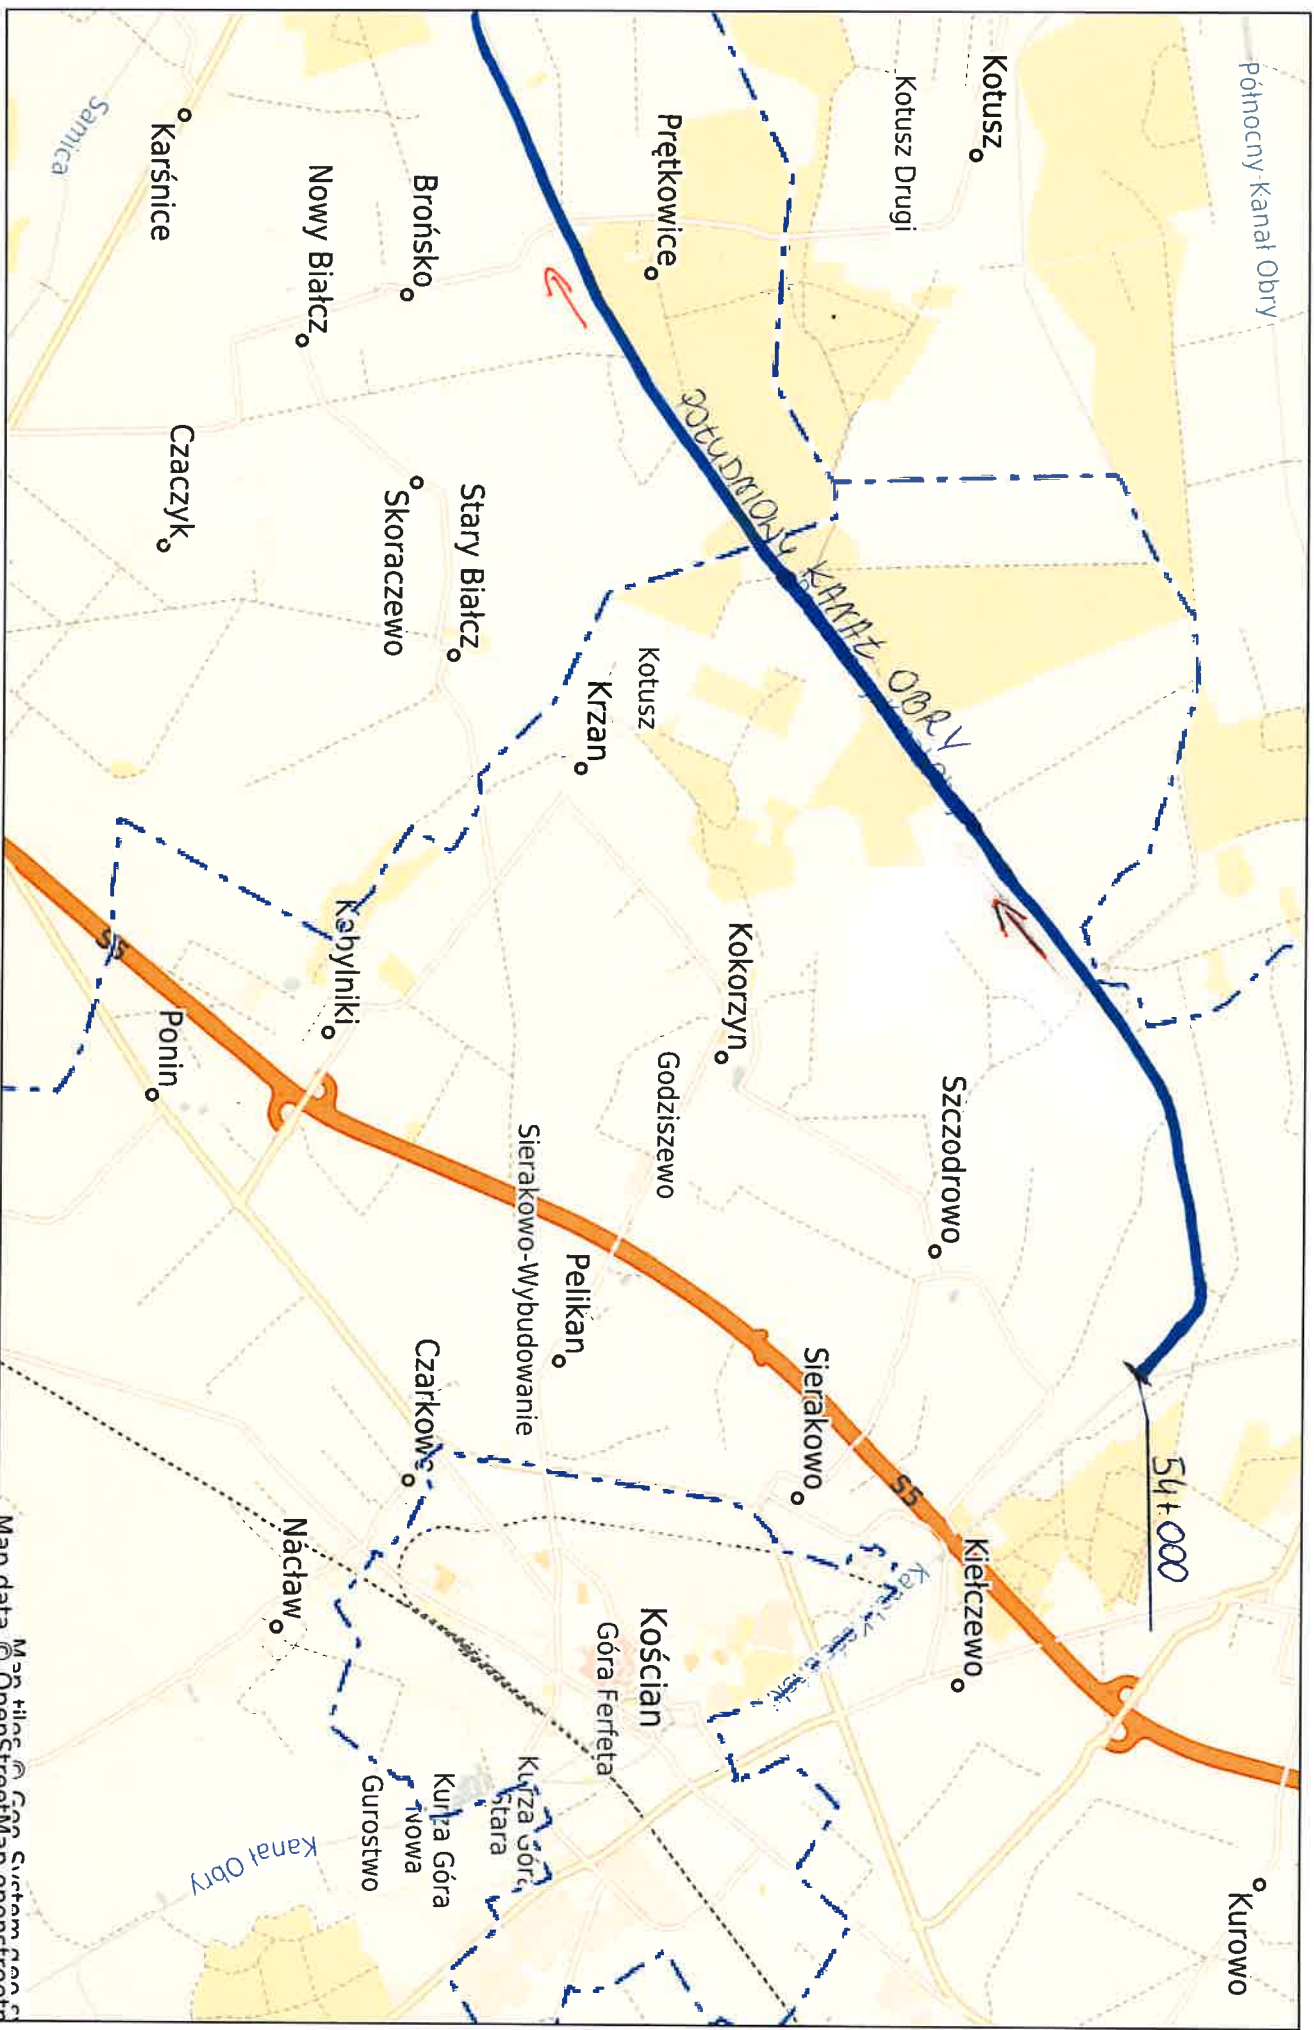 Północny Kanał Obry
Kotusz
Kotusz Drugi
Prętkowice
Brońsko
Nowy Białcz
Karśnice
Samica
POŁUDNIOWY KANAŁ OBRY
Czaczyk
Skoraczewo
Stary Białcz
Kotusz
Krzan
Kobylniki
S5
Ponin
Kokorzyn
Godziszewo
Szczodrowo
Sierakowo-Wybudowanie
Pelikan
Czarkowo
Sierakowo
S5
54+000
Kiełczewo
Nacław
Kościan
Góra Ferfeta
Kurza Góra
Stara
Kurza Góra
Nowa
Gurostwo
Kanał Obry
Kurowo